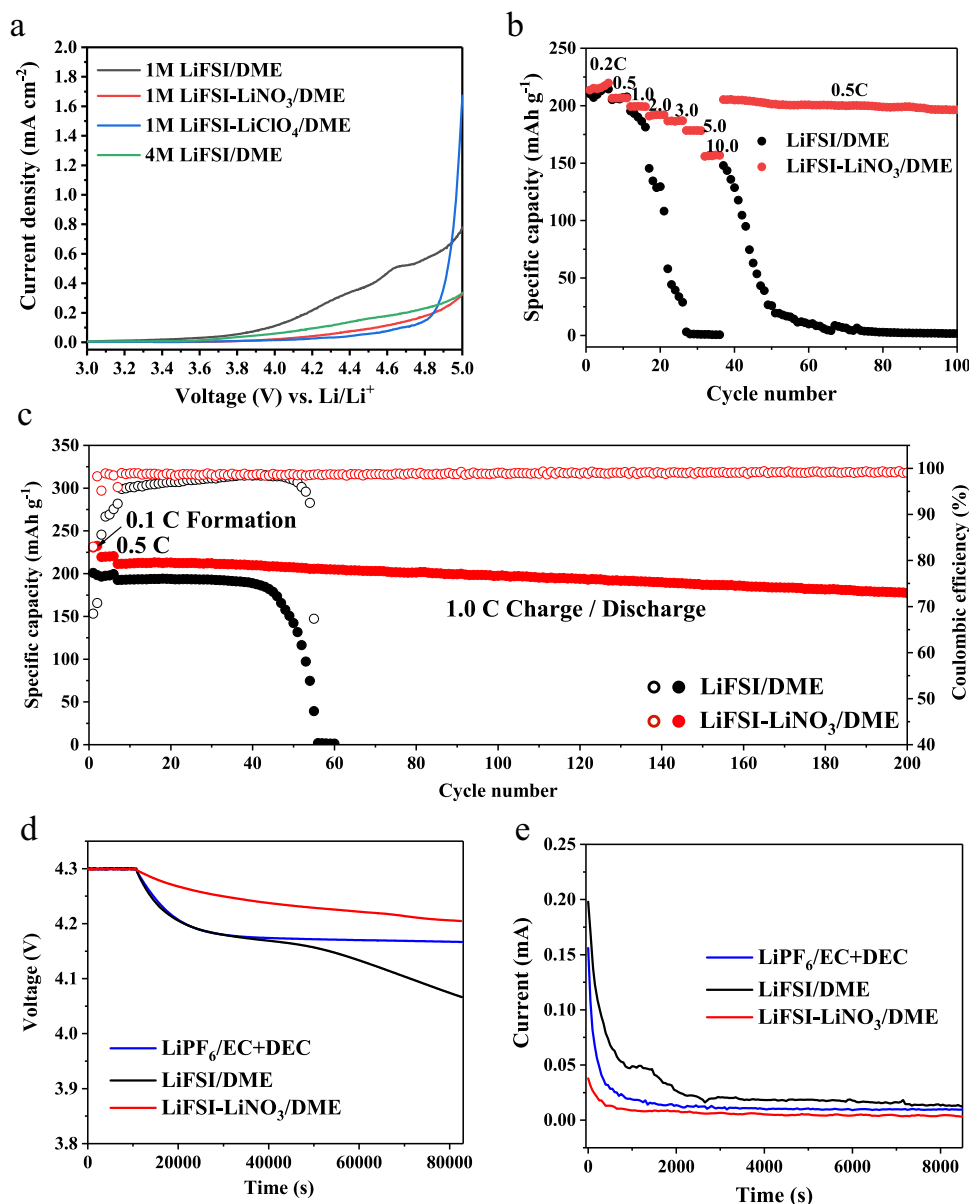 a
2.0
1.8
1.6
1.4
1.2
1.0
0.8
0.6
0.4
0.2
0.0
Current density (mA cm⁻²)
1M LiFSI/DME
1M LiFSI-LiNO₃/DME
1M LiFSI-LiClO₄/DME
4M LiFSI/DME
3.0 3.2 3.4 3.6 3.8 4.0 4.2 4.4 4.6 4.8 5.0
Voltage (V) vs. Li/Li⁺
b
250
200
150
100
50
0
Specific capacity (mAh g⁻¹)
0.2C
0.5
1.0
2.0
3.0
5.0
10.0
0.5C
LiFSI/DME
LiFSI-LiNO₃/DME
0 20 40 60 80 100
Cycle number
c
350
300
250
200
150
100
50
0
Specific capacity (mAh g⁻¹)
0.1 C Formation
0.5 C
1.0 C Charge / Discharge
LiFSI/DME
LiFSI-LiNO₃/DME
100
90
80
70
60
50
40
Coulombic efficiency (%)
0 20 40 60 80 100 120 140 160 180 200
Cycle number
d
4.3
4.2
4.1
4.0
3.9
3.8
Voltage (V)
LiPF₆/EC+DEC
LiFSI/DME
LiFSI-LiNO₃/DME
0 20000 40000 60000 80000
Time (s)
e
0.25
0.20
0.15
0.10
0.05
0.00
Current (mA)
LiPF₆/EC+DEC
LiFSI/DME
LiFSI-LiNO₃/DME
0 2000 4000 6000 8000
Time (s)